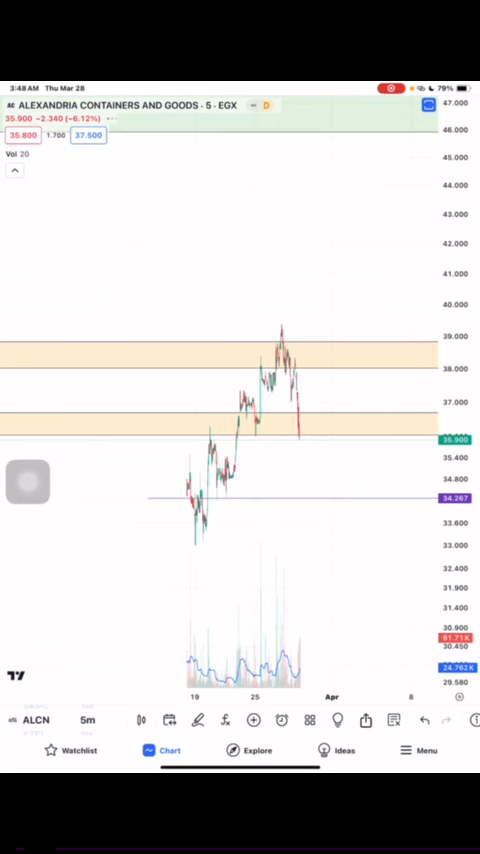 3:48 AM Thu Mar 28 79%
AC ALEXANDRIA CONTAINERS AND GOODS · 5 · EGX D
35.900 −2.340 (−6.12%)
35.800 1.700 37.500
Vol 20
47.000
46.000
45.000
44.000
43.000
42.000
41.000
40.000
39.000
38.000
37.000
35.900
35.400
34.800
34.267
33.600
33.000
32.400
31.900
31.400
30.900
61.71K
30.450
24.762K
29.580
19 25 Apr 8
ALCN 5m
Watchlist Chart Explore Ideas Menu